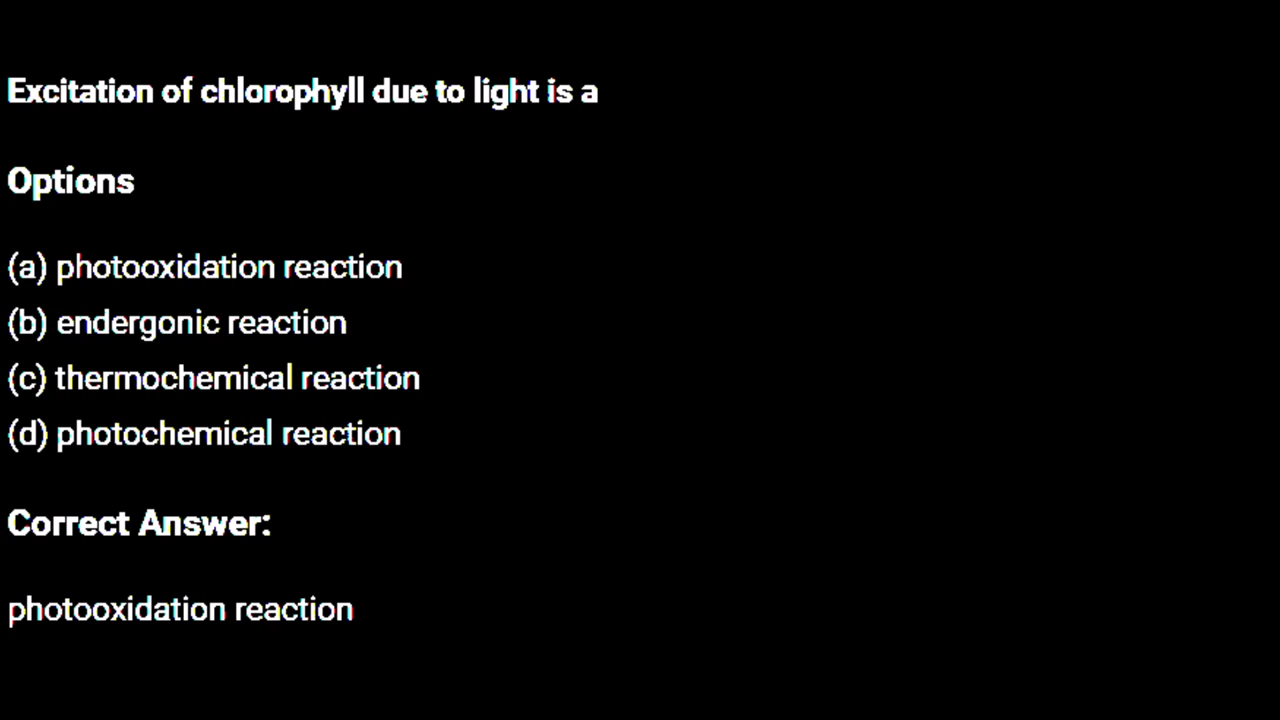 Excitation of chlorophyll due to light is a
Options
(a) photooxidation reaction
(b) endergonic reaction
(c) thermochemical reaction
(d) photochemical reaction
Correct Answer:
photooxidation reaction